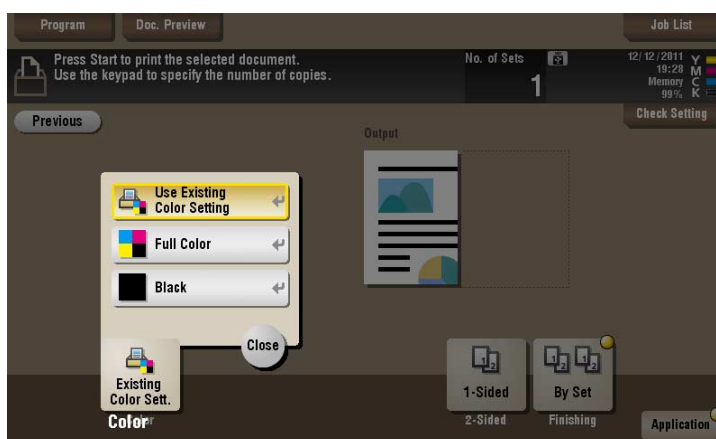 Program
Doc. Preview
Job List
Press Start to print the selected document.
Use the keypad to specify the number of copies.
No. of Sets
1
12/12/2011
19:28
Memory
99%
Y
M
C
K
Previous
Check Setting
Output
Use Existing
Color Setting
Full Color
Black
Close
Existing
Color Sett.
Color
1-Sided
2-Sided
By Set
Finishing
Application